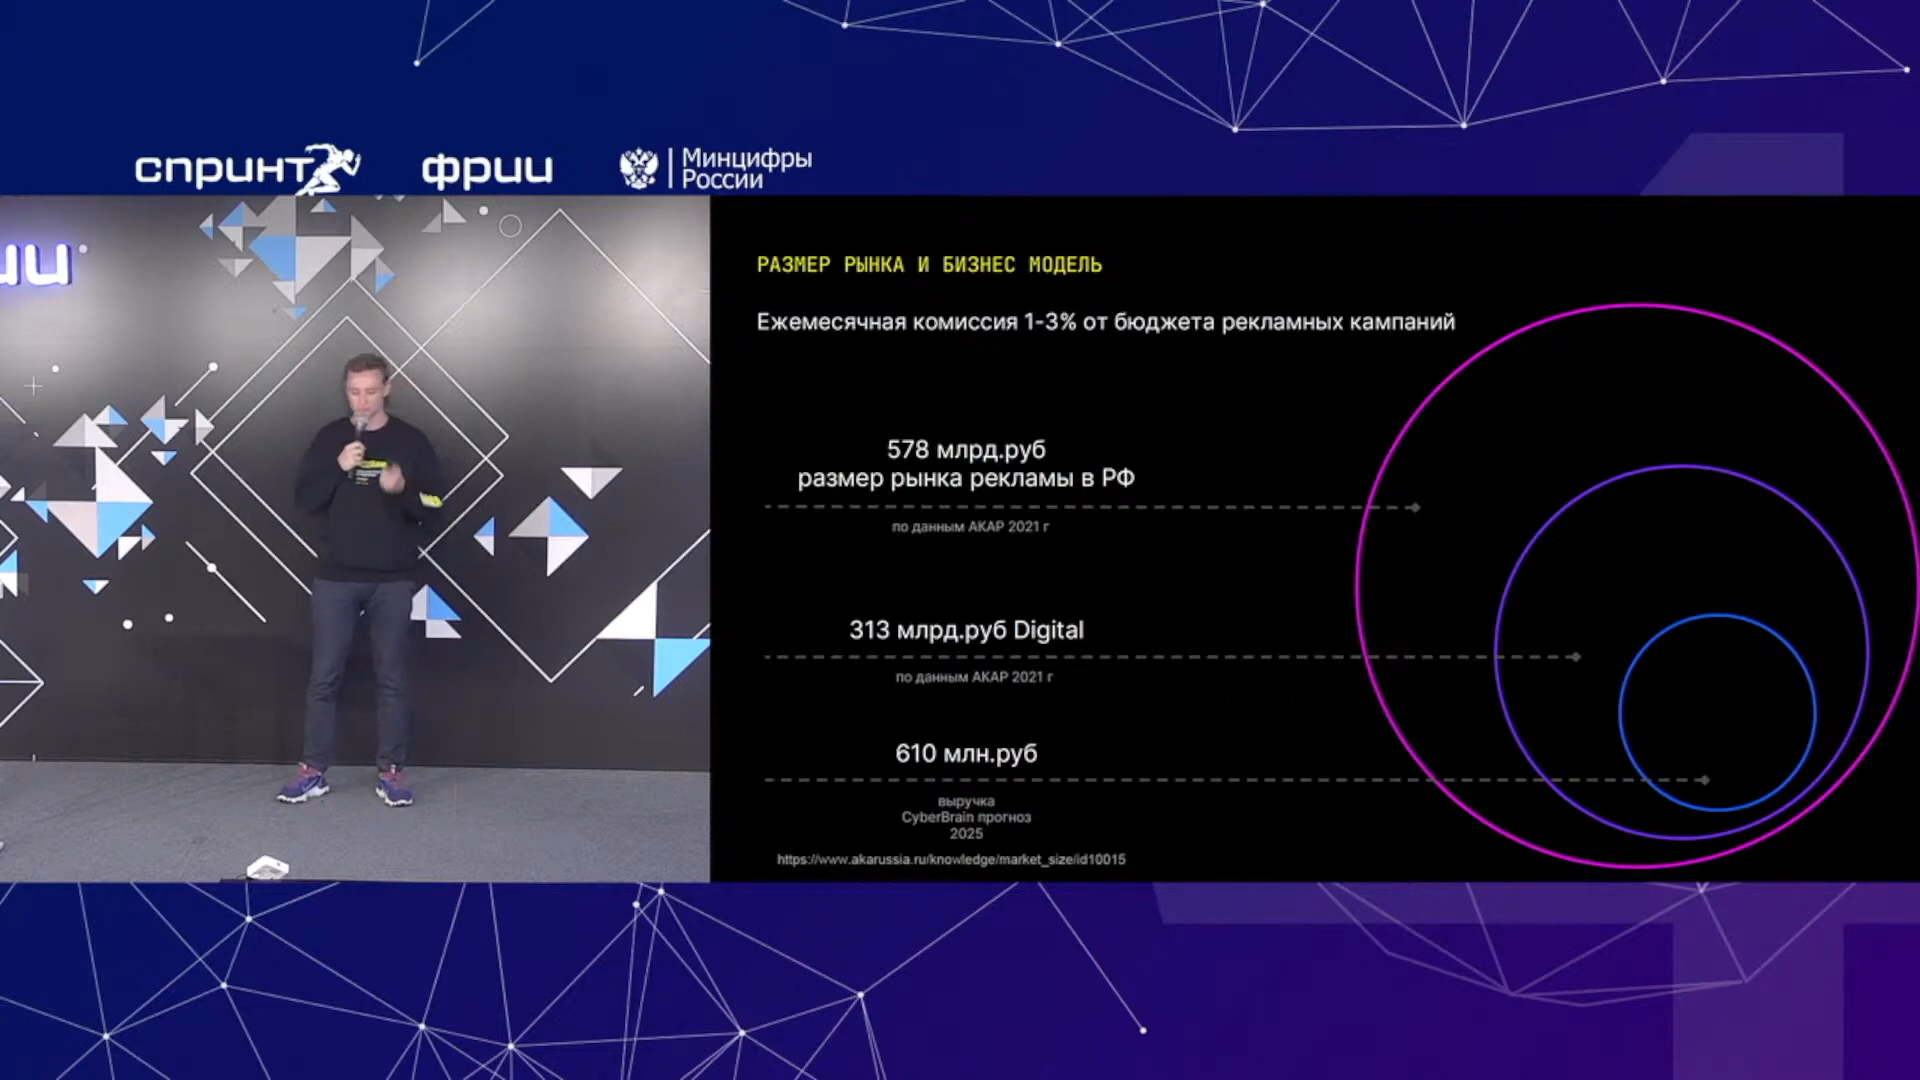 спринт
фрии
Минцифры
России
ии
РАЗМЕР РЫНКА И БИЗНЕС МОДЕЛЬ
Ежемесячная комиссия 1-3% от бюджета рекламных кампаний
578 млрд.руб
размер рынка рекламы в РФ
по данным АКАР 2021 г
313 млрд.руб Digital
по данным АКАР 2021 г
610 млн.руб
выручка
CyberBrain прогноз
2025
https://www.akarussia.ru/knowledge/market_size/id10015